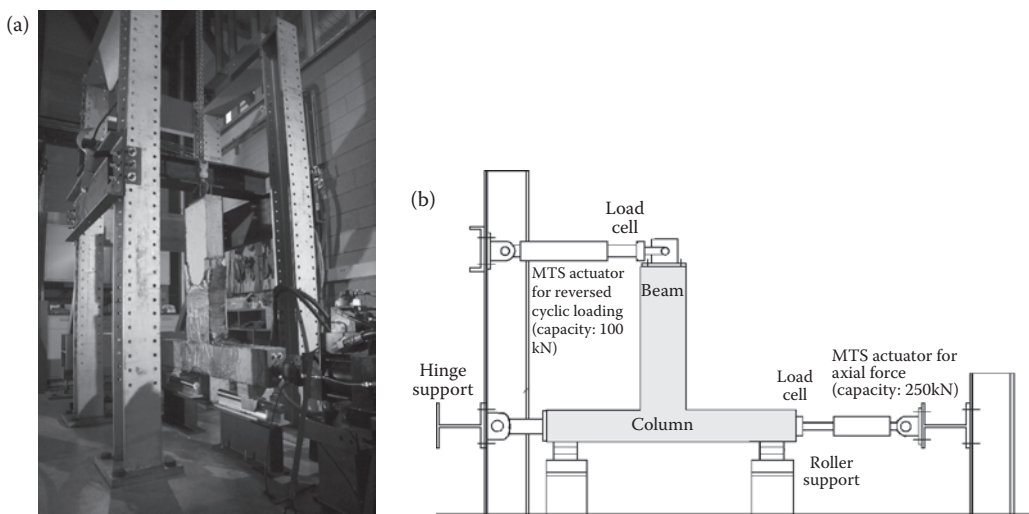 (a)
(b)
Load
cell
MTS actuator
for reversed
cyclic loading
(capacity: 100
kN)
Beam
Hinge
support
Column
Load
cell
MTS actuator for
axial force
(capacity: 250kN)
Roller
support